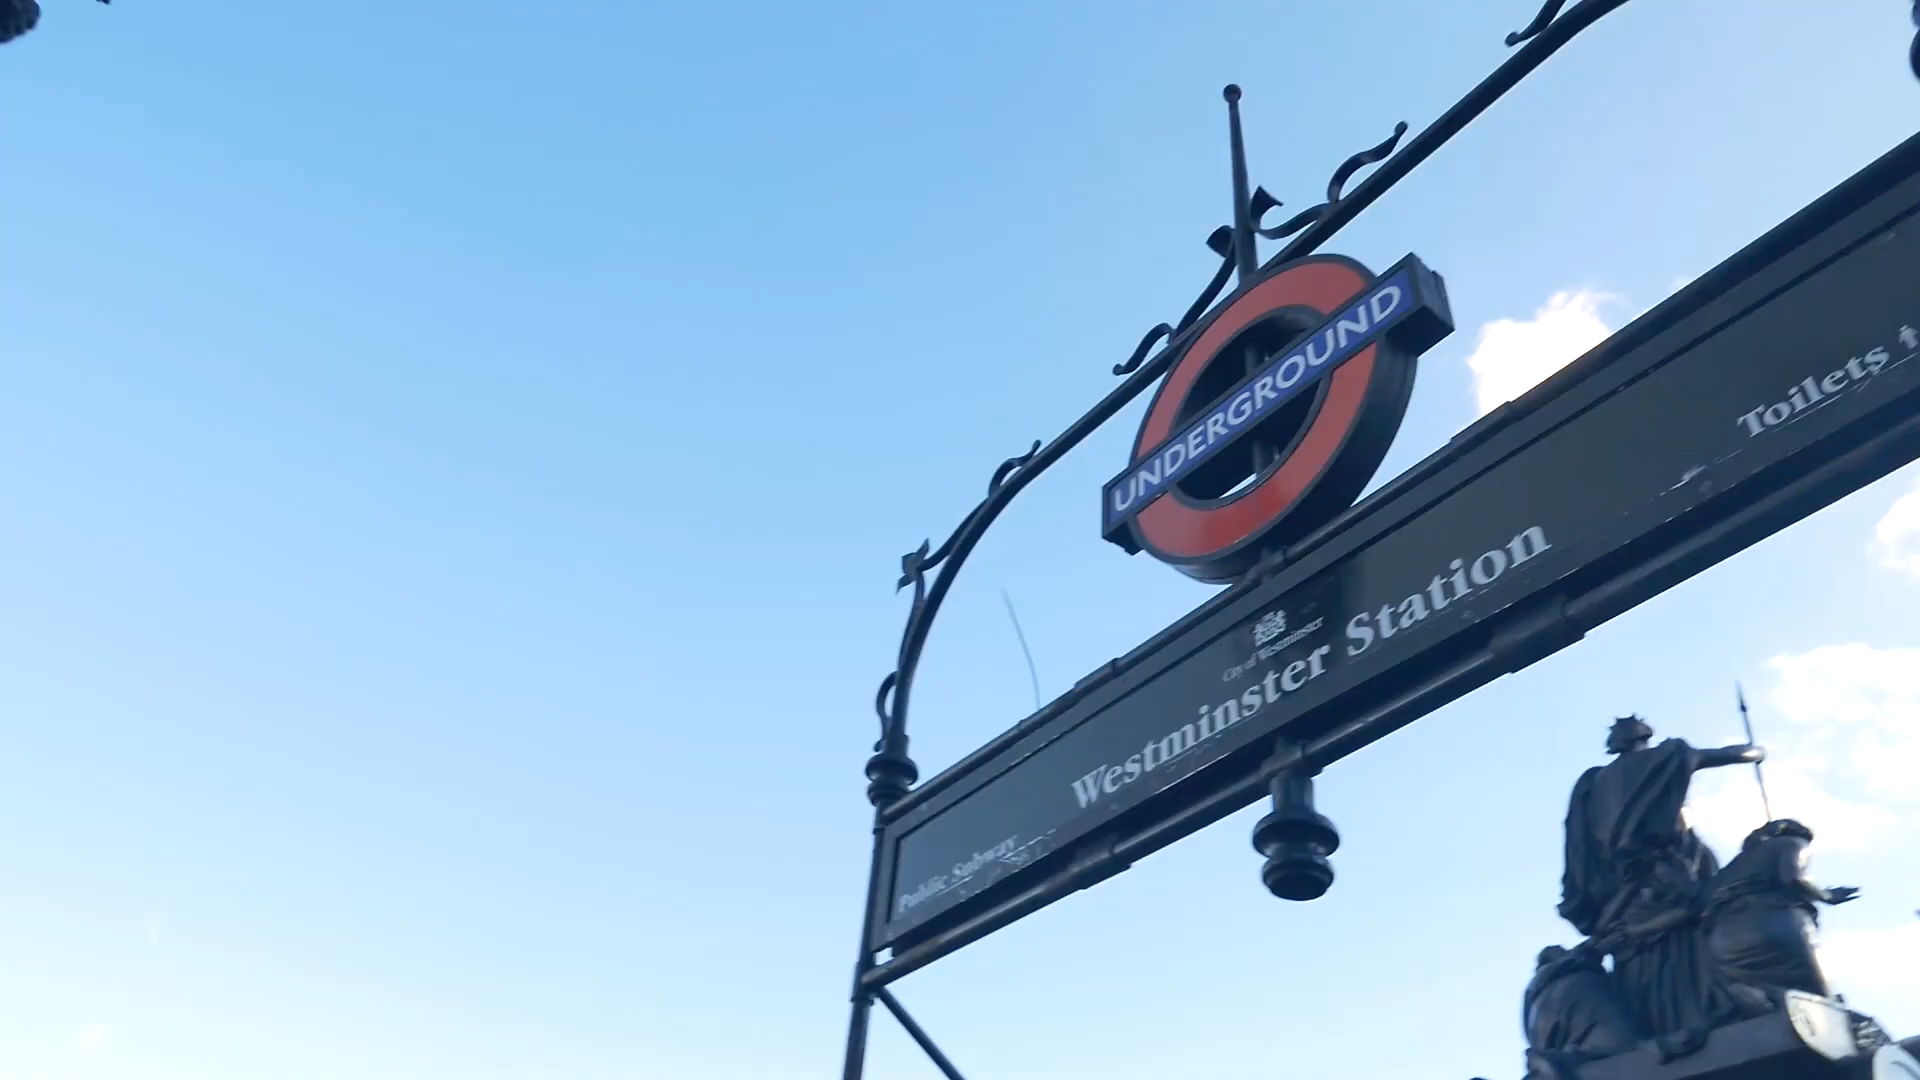 UNDERGROUND
City of Westminster
Public Subway
Westminster Station
Toilets